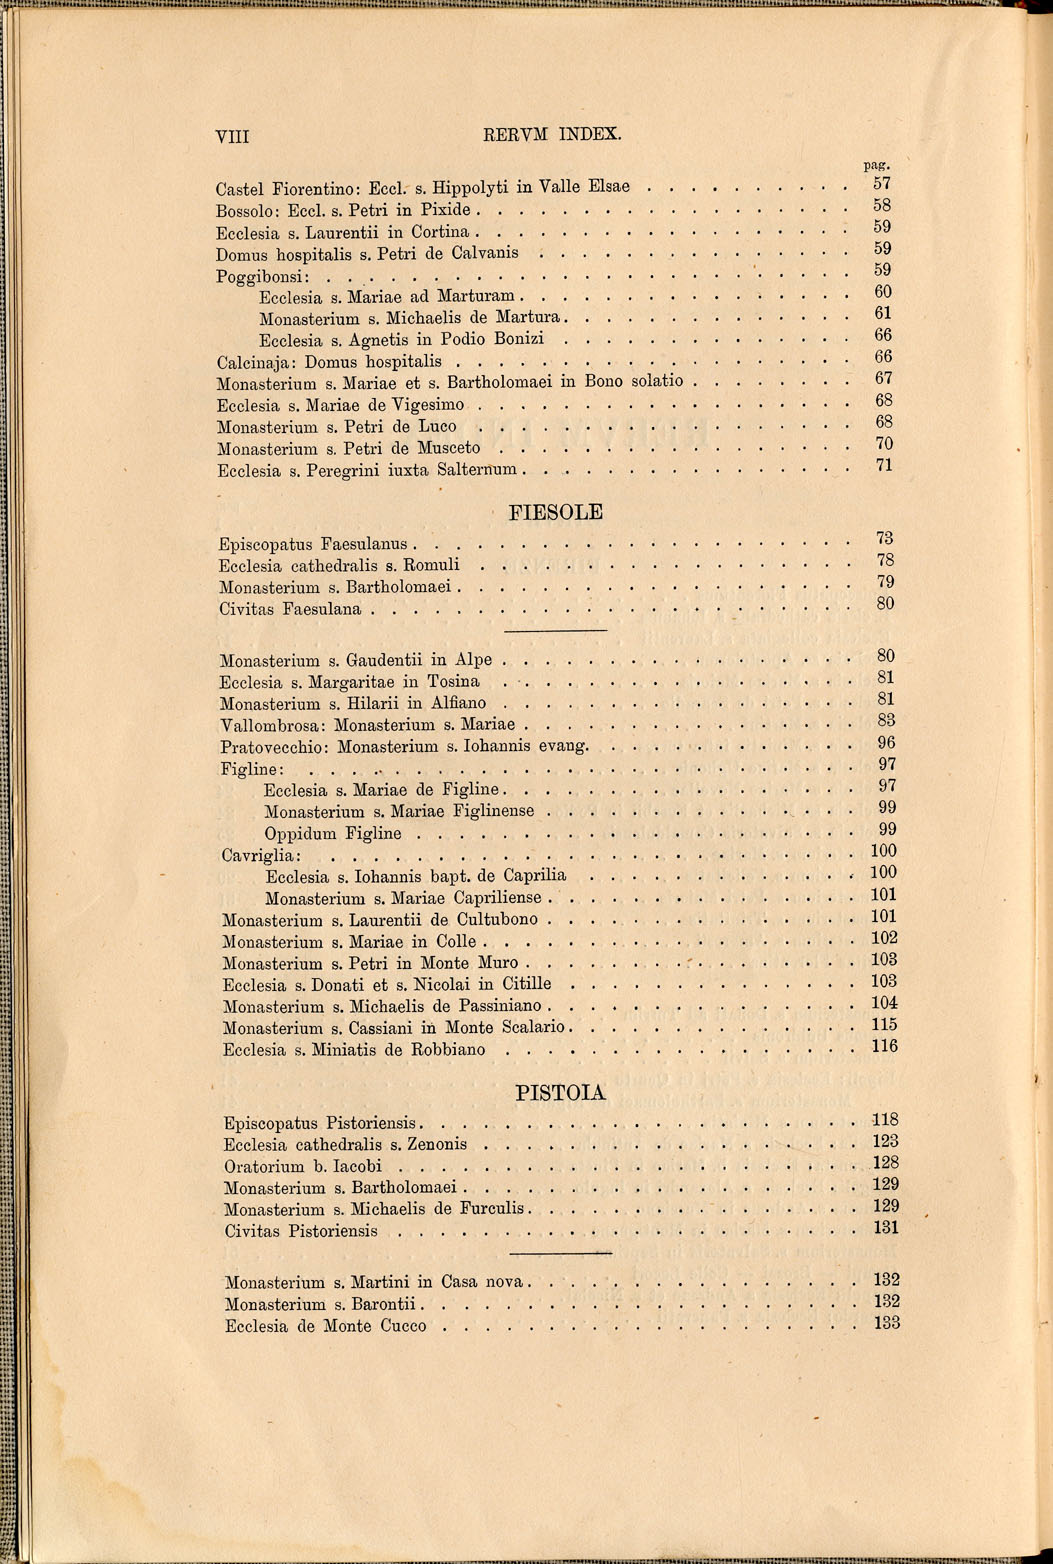 VIII RERVM INDEX.
pag.
Castel Fiorentino: Eccl. s. Hippolyti in Valle Elsae . . . . . . . . . . 57
Bossolo: Eccl. s. Petri in Pixide . . . . . . . . . . . . . . . . . . 58
Ecclesia s. Laurentii in Cortina . . . . . . . . . . . . . . . . . . 59
Domus hospitalis s. Petri de Calvanis . . . . . . . . . . . . . . . 59
Poggibonsi: . . . . . . . . . . . . . . . . . . . . . . . . . 59
Ecclesia s. Mariae ad Marturam . . . . . . . . . . . . . . . . 60
Monasterium s. Michaelis de Martura . . . . . . . . . . . . . . 61
Ecclesia s. Agnetis in Podio Bonizi . . . . . . . . . . . . . . 66
Calcinaja: Domus hospitalis . . . . . . . . . . . . . . . . . . . 66
Monasterium s. Mariae et s. Bartholomaei in Bono solatio . . . . . . . . 67
Ecclesia s. Mariae de Vigesimo . . . . . . . . . . . . . . . . . . 68
Monasterium s. Petri de Luco . . . . . . . . . . . . . . . . . . 68
Monasterium s. Petri de Musceto . . . . . . . . . . . . . . . . . 70
Ecclesia s. Peregrini iuxta Salternum . . . . . . . . . . . . . . . . 71
FIESOLE
Episcopatus Faesulanus . . . . . . . . . . . . . . . . . . . . . 73
Ecclesia cathedralis s. Romuli . . . . . . . . . . . . . . . . . . 78
Monasterium s. Bartholomaei . . . . . . . . . . . . . . . . . . . 79
Civitas Faesulana . . . . . . . . . . . . . . . . . . . . . . . 80
Monasterium s. Gaudentii in Alpe . . . . . . . . . . . . . . . . . 80
Ecclesia s. Margaritae in Tosina . . . . . . . . . . . . . . . . . 81
Monasterium s. Hilarii in Alfiano . . . . . . . . . . . . . . . . . 81
Vallombrosa: Monasterium s. Mariae . . . . . . . . . . . . . . . . 83
Pratovecchio: Monasterium s. Iohannis evang. . . . . . . . . . . . . . 96
Figline: . . . . . . . . . . . . . . . . . . . . . . . . . . 97
Ecclesia s. Mariae de Figline . . . . . . . . . . . . . . . . . 97
Monasterium s. Mariae Figlinense . . . . . . . . . . . . . . . 99
Oppidum Figline . . . . . . . . . . . . . . . . . . . . . 99
Cavriglia: . . . . . . . . . . . . . . . . . . . . . . . . . 100
Ecclesia s. Iohannis bapt. de Caprilia . . . . . . . . . . . . . 100
Monasterium s. Mariae Capriliense . . . . . . . . . . . . . . . 101
Monasterium s. Laurentii de Cultubono . . . . . . . . . . . . . . . 101
Monasterium s. Mariae in Colle . . . . . . . . . . . . . . . . . . 102
Monasterium s. Petri in Monte Muro . . . . . . . . . . . . . . . . 103
Ecclesia s. Donati et s. Nicolai in Citille . . . . . . . . . . . . . . 103
Monasterium s. Michaelis de Passiniano . . . . . . . . . . . . . . . 104
Monasterium s. Cassiani in Monte Scalario . . . . . . . . . . . . . . 115
Ecclesia s. Miniatis de Robbiano . . . . . . . . . . . . . . . . . 116
PISTOIA
Episcopatus Pistoriensis . . . . . . . . . . . . . . . . . . . . . 118
Ecclesia cathedralis s. Zenonis . . . . . . . . . . . . . . . . . . 123
Oratorium b. Iacobi . . . . . . . . . . . . . . . . . . . . . . 128
Monasterium s. Bartholomaei . . . . . . . . . . . . . . . . . . . 129
Monasterium s. Michaelis de Furculis . . . . . . . . . . . . . . . . 129
Civitas Pistoriensis . . . . . . . . . . . . . . . . . . . . . . 131
Monasterium s. Martini in Casa nova . . . . . . . . . . . . . . . . 132
Monasterium s. Barontii . . . . . . . . . . . . . . . . . . . . . 132
Ecclesia de Monte Cucco . . . . . . . . . . . . . . . . . . . . 133